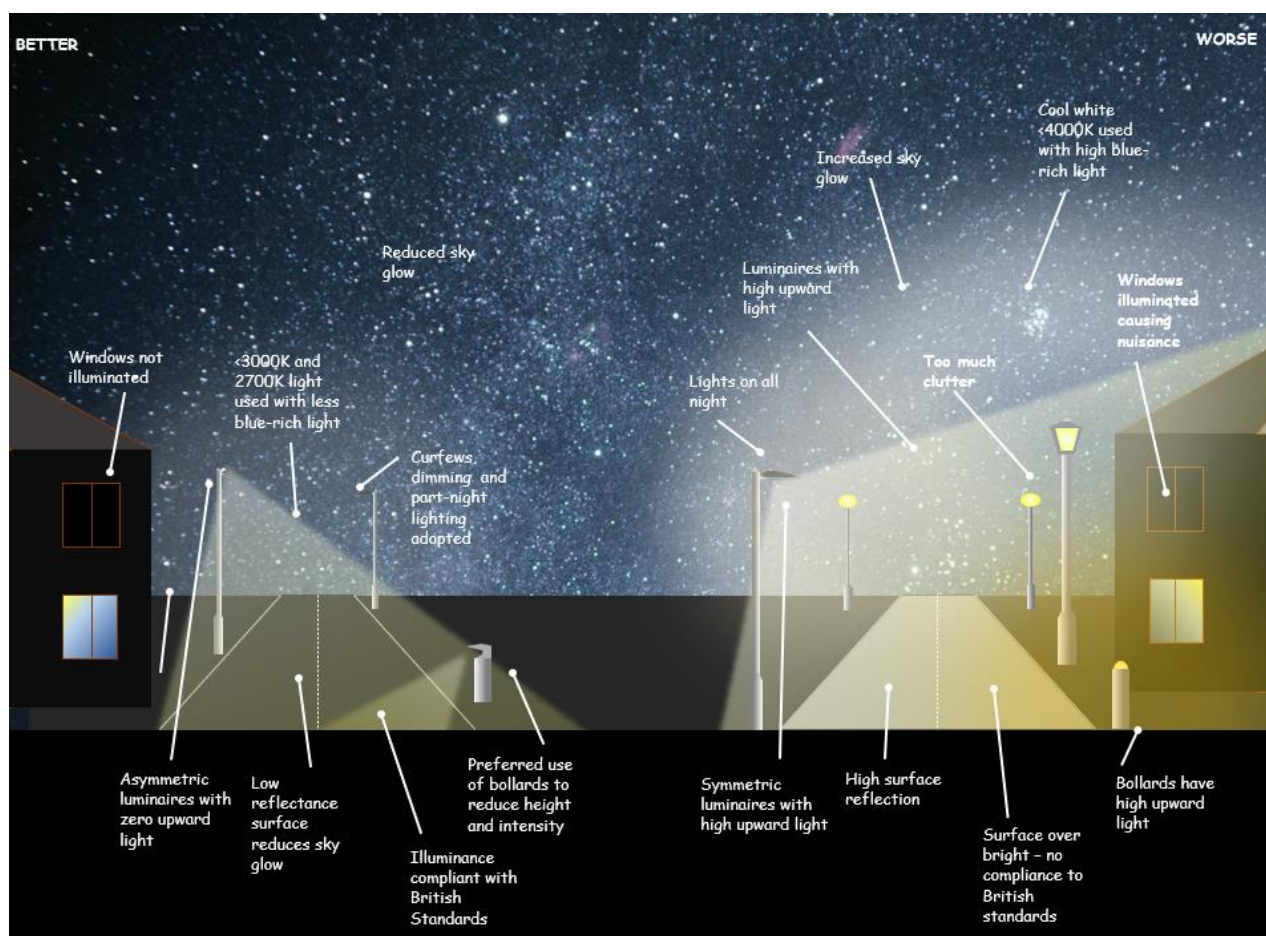 BETTER
WORSE
Cool white
<4000K used
with high blue-
rich light
Increased sky
glow
Reduced sky
glow
Luminaires with
high upward
light
Windows
illuminated
causing
nuisance
Windows not
illuminated
<3000K and
2700K light
used with less
blue-rich light
Too much
clutter
Lights on all
night
Curfews,
dimming and
part-night
lighting
adopted
Asymmetric
luminaires with
zero upward
light
Low
reflectance
surface
reduces sky
glow
Illuminance
compliant with
British
Standards
Preferred use
of bollards to
reduce height
and intensity
Symmetric
luminaires with
high upward light
High surface
reflection
Surface over
bright – no
compliance to
British
standards
Bollards have
high upward
light